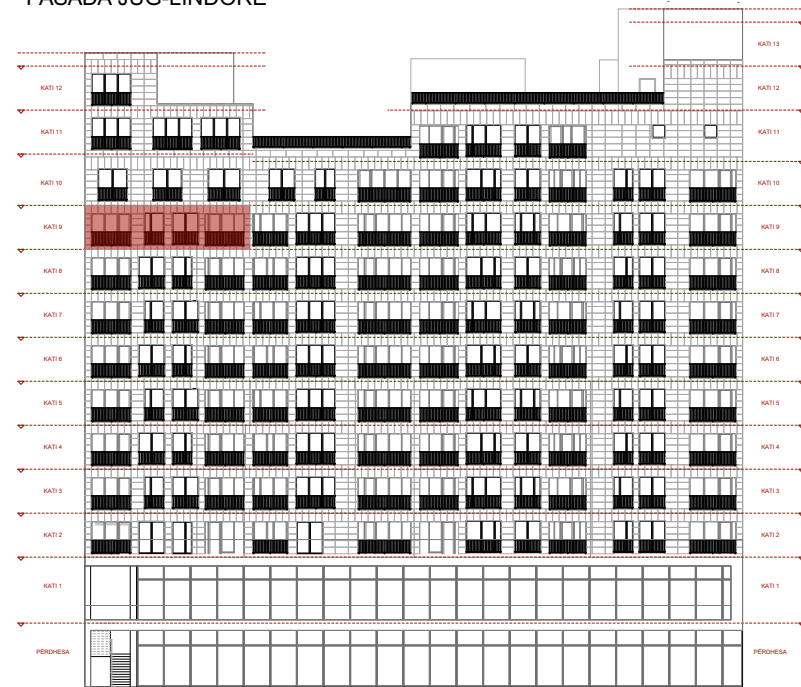 FASADA JUG-LINDORE
KATI 13
KATI 12 KATI 12
KATI 11 KATI 11
KATI 10 KATI 10
KATI 9 KATI 9
KATI 8 KATI 8
KATI 7 KATI 7
KATI 6 KATI 6
KATI 5 KATI 5
KATI 4 KATI 4
KATI 3 KATI 3
KATI 2 KATI 2
KATI 1 KATI 1
PËRDHESA PËRDHESA